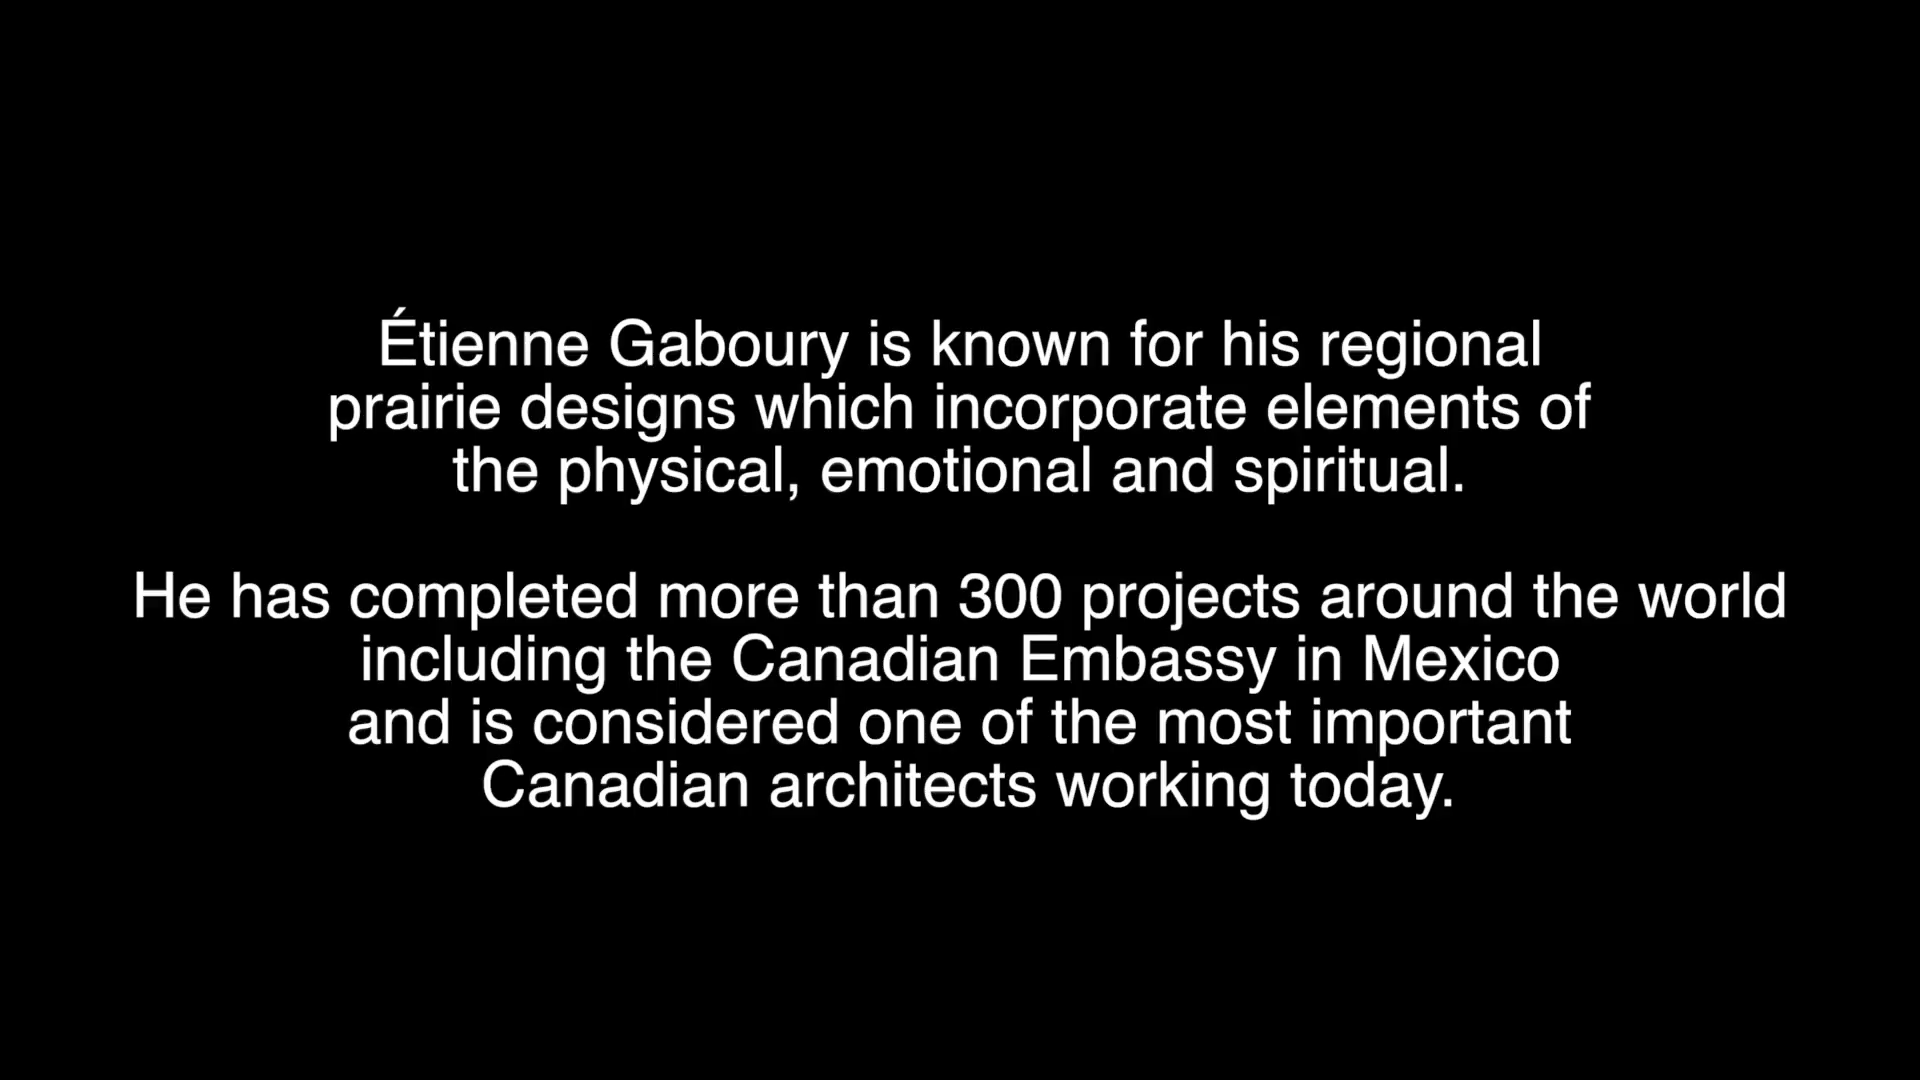 Étienne Gaboury is known for his regional
prairie designs which incorporate elements of
the physical, emotional and spiritual.
He has completed more than 300 projects around the world
including the Canadian Embassy in Mexico
and is considered one of the most important
Canadian architects working today.